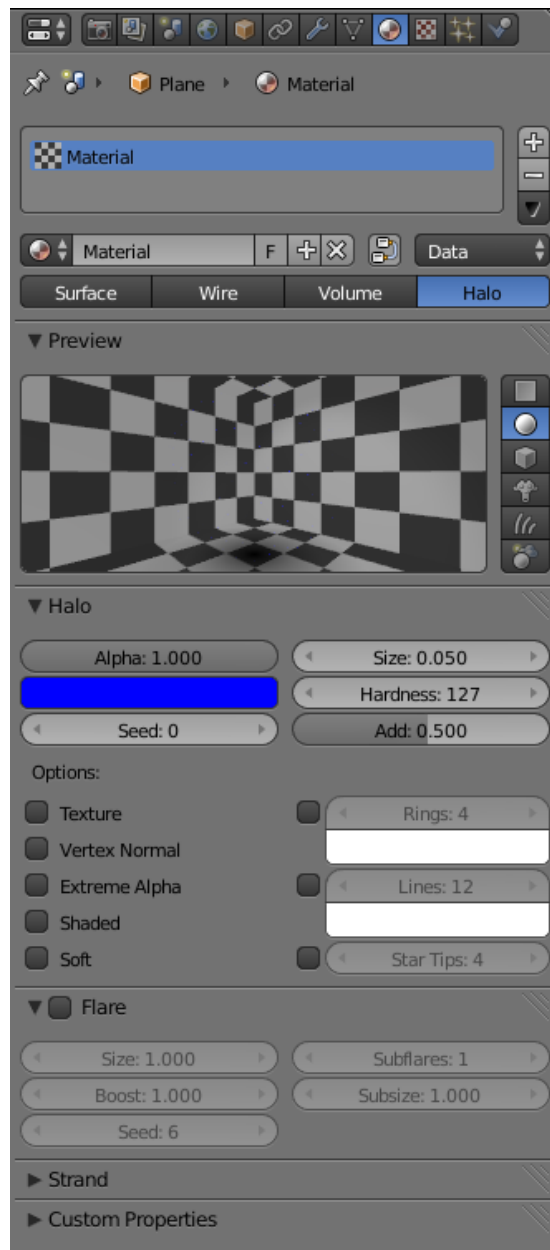 Plane Material
Material
Material F Data
Surface Wire Volume Halo
Preview
Halo
Alpha: 1.000 Size: 0.050
Hardness: 127
Seed: 0 Add: 0.500
Options:
Texture Rings: 4
Vertex Normal
Extreme Alpha Lines: 12
Shaded
Soft Star Tips: 4
Flare
Size: 1.000 Subflares: 1
Boost: 1.000 Subsize: 1.000
Seed: 6
Strand
Custom Properties